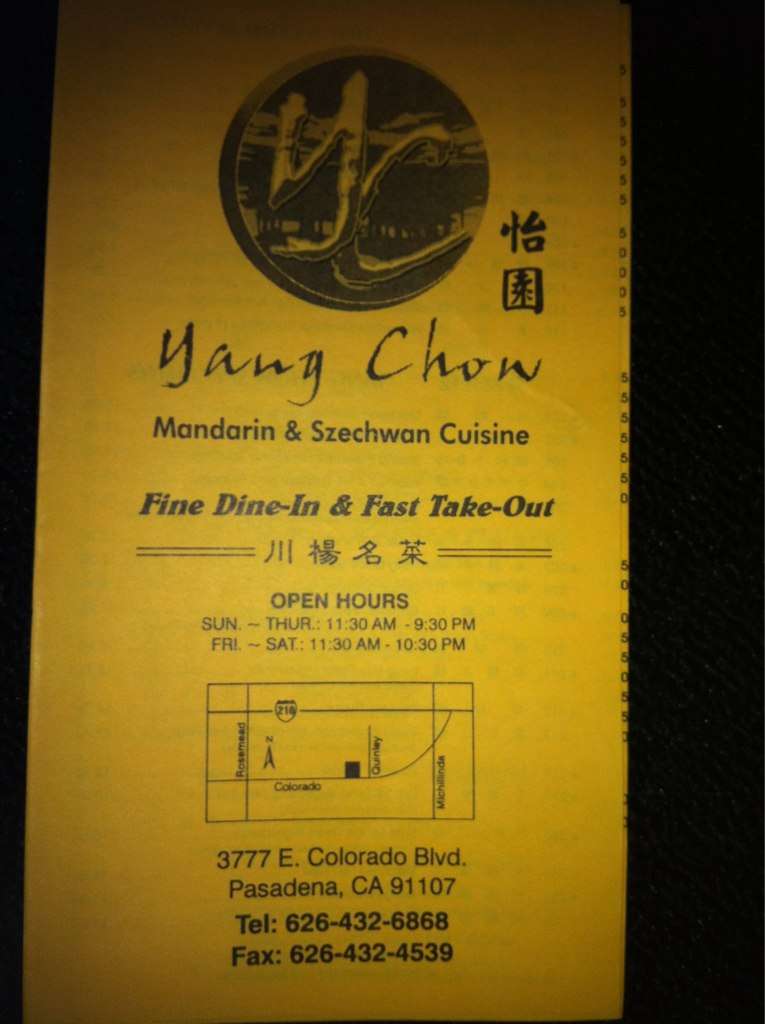 YC
怡園
Yang Chow
Mandarin & Szechwan Cuisine
Fine Dine-In & Fast Take-Out
川楊名菜
OPEN HOURS
SUN. ~ THUR.: 11:30 AM - 9:30 PM
FRI. ~ SAT.: 11:30 AM - 10:30 PM
210
Rosemead
N
Quinley
Michillinda
Colorado
3777 E. Colorado Blvd.
Pasadena, CA 91107
Tel: 626-432-6868
Fax: 626-432-4539